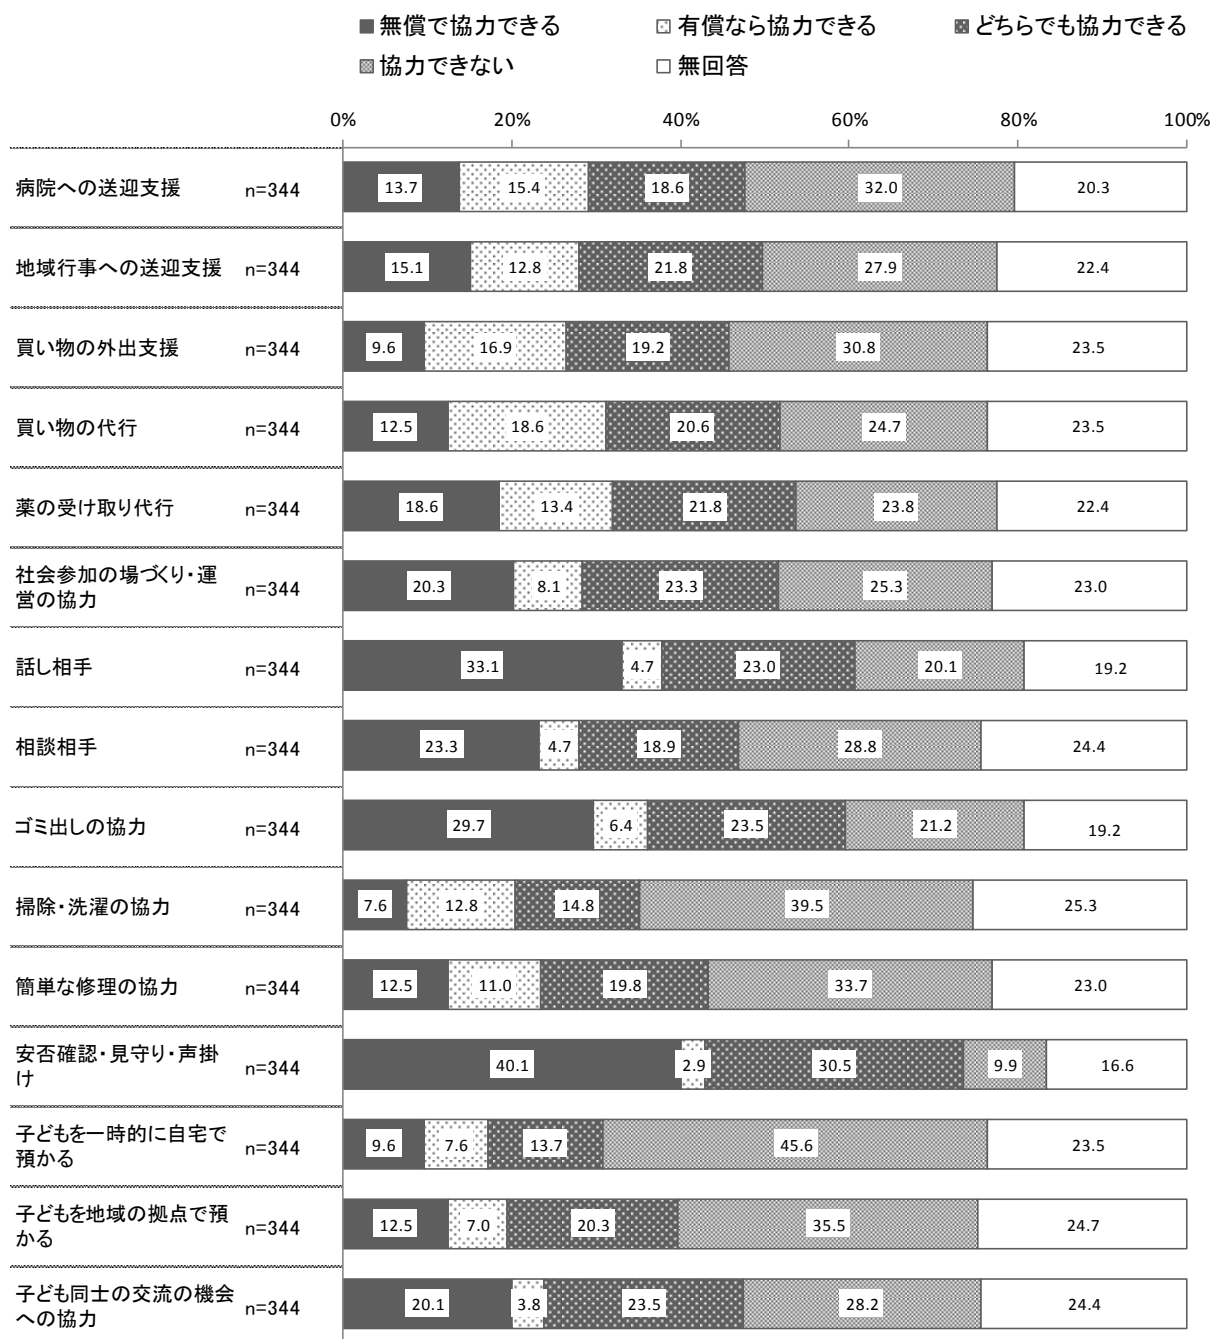 無償で協力できる 有償なら協力できる どちらでも協力できる
協力できない 無回答
0% 20% 40% 60% 80% 100%
病院への送迎支援 n=344 13.7 15.4 18.6 32.0 20.3
地域行事への送迎支援 n=344 15.1 12.8 21.8 27.9 22.4
買い物の外出支援 n=344 9.6 16.9 19.2 30.8 23.5
買い物の代行 n=344 12.5 18.6 20.6 24.7 23.5
薬の受け取り代行 n=344 18.6 13.4 21.8 23.8 22.4
社会参加の場づくり・運
営の協力 n=344 20.3 8.1 23.3 25.3 23.0
話し相手 n=344 33.1 4.7 23.0 20.1 19.2
相談相手 n=344 23.3 4.7 18.9 28.8 24.4
ゴミ出しの協力 n=344 29.7 6.4 23.5 21.2 19.2
掃除・洗濯の協力 n=344 7.6 12.8 14.8 39.5 25.3
簡単な修理の協力 n=344 12.5 11.0 19.8 33.7 23.0
安否確認・見守り・声掛
け n=344 40.1 2.9 30.5 9.9 16.6
子どもを一時的に自宅で
預かる n=344 9.6 7.6 13.7 45.6 23.5
子どもを地域の拠点で預
かる n=344 12.5 7.0 20.3 35.5 24.7
子ども同士の交流の機会
への協力 n=344 20.1 3.8 23.5 28.2 24.4